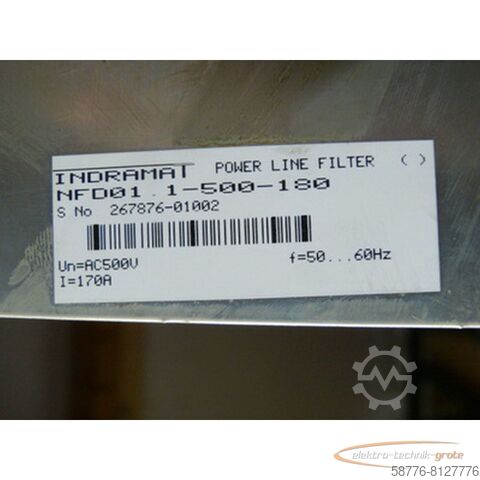 INDRAMAT POWER LINE FILTER ( )
NFD01.1-500-180
S No 267876-01002
Un=AC500V f=50...60Hz
I=170A
elektro-technik-grote
58776-8127776